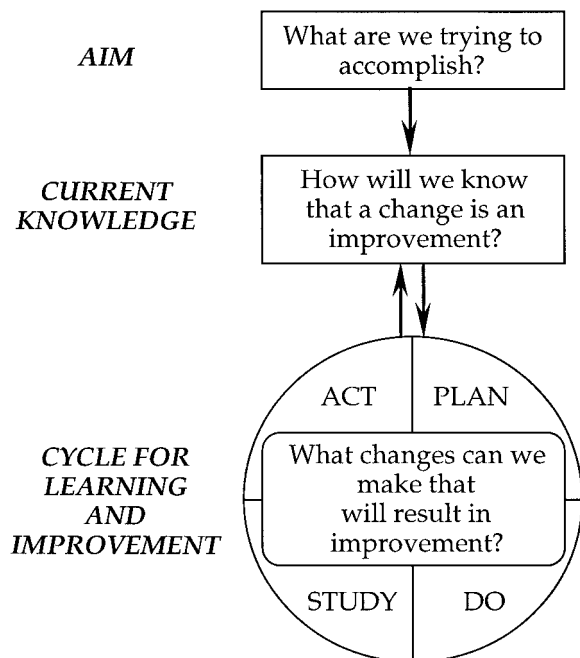 AIM
What are we trying to
accomplish?
CURRENT
KNOWLEDGE
How will we know
that a change is an
improvement?
ACT
PLAN
CYCLE FOR
LEARNING
AND
IMPROVEMENT
What changes can we
make that
will result in
improvement?
STUDY
DO